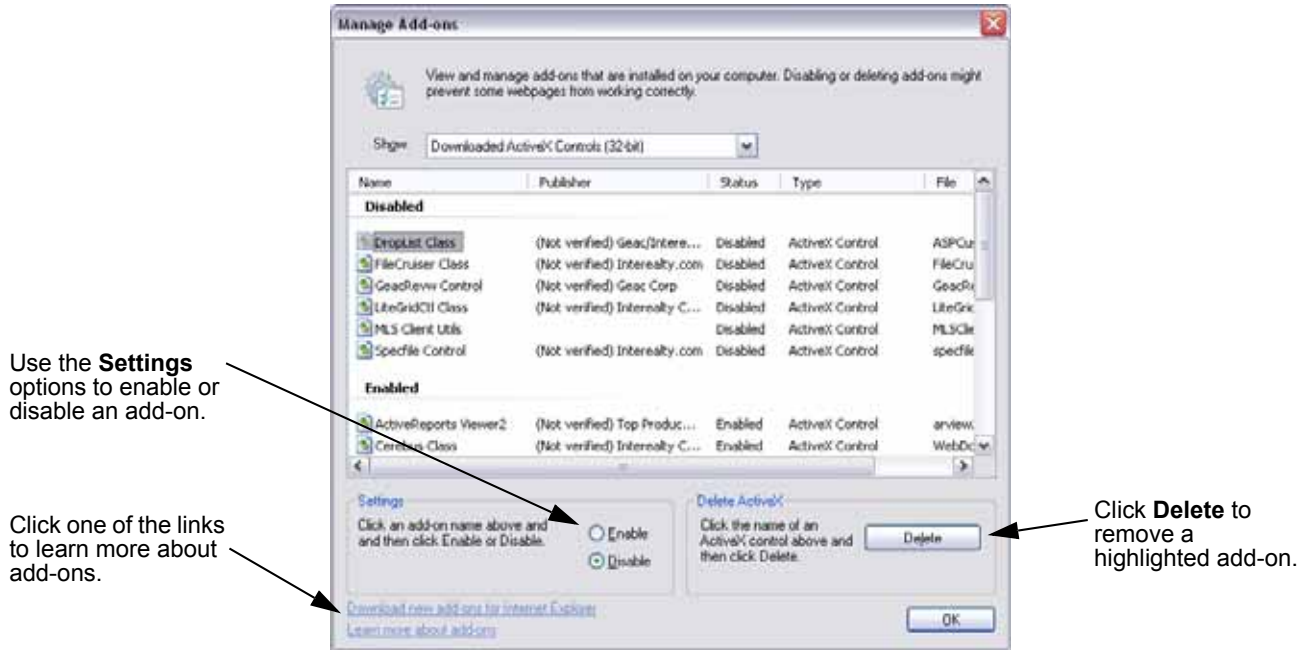 Manage Add-ons
View and manage add-ons that are installed on your computer. Disabling or deleting add-ons might
prevent some webpages from working correctly.
Show Downloaded ActiveX Controls (32-bit)
Name Publisher Status Type File
Disabled
DropList Class (Not verified) Geac/Intere... Disabled ActiveX Control ASPCu
FileCruiser Class (Not verified) Interealty.com Disabled ActiveX Control FileCru
GeacRevw Control (Not verified) Geac Corp Disabled ActiveX Control GeacRe
LiteGridCtl Class (Not verified) Interealty C... Disabled ActiveX Control LiteGric
MLS Client Utils Disabled ActiveX Control MLSClie
Specfile Control (Not verified) Interealty.com Disabled ActiveX Control specfile
Enabled
ActiveReports Viewer2 (Not verified) Top Produc... Enabled ActiveX Control arview.
Cerebus Class (Not verified) Interealty C... Enabled ActiveX Control WebDc
Use the Settings
options to enable or
disable an add-on.
Settings
Click an add-on name above and
and then click Enable or Disable.
Enable
Disable
Delete ActiveX
Click the name of an
ActiveX control above and
then click Delete.
Delete
Click one of the links
to learn more about
add-ons.
Click Delete to
remove a
highlighted add-on.
Download new add-ons for Internet Explorer
Learn more about add-ons
OK